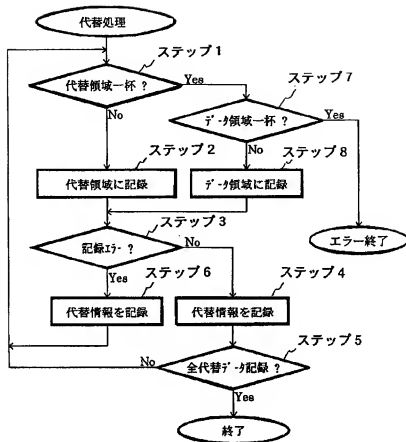 代替処理
ステップ1
代替領域一杯 ?
Yes
ステップ7
No
データ領域一杯 ?
Yes
ステップ2
No
ステップ8
代替領域に記録
データ領域に記録
ステップ3
記録エラー ?
No
エラー終了
Yes
ステップ6
ステップ4
代替情報を記録
代替情報を記録
ステップ5
No
全代替データ記録 ?
Yes
終了